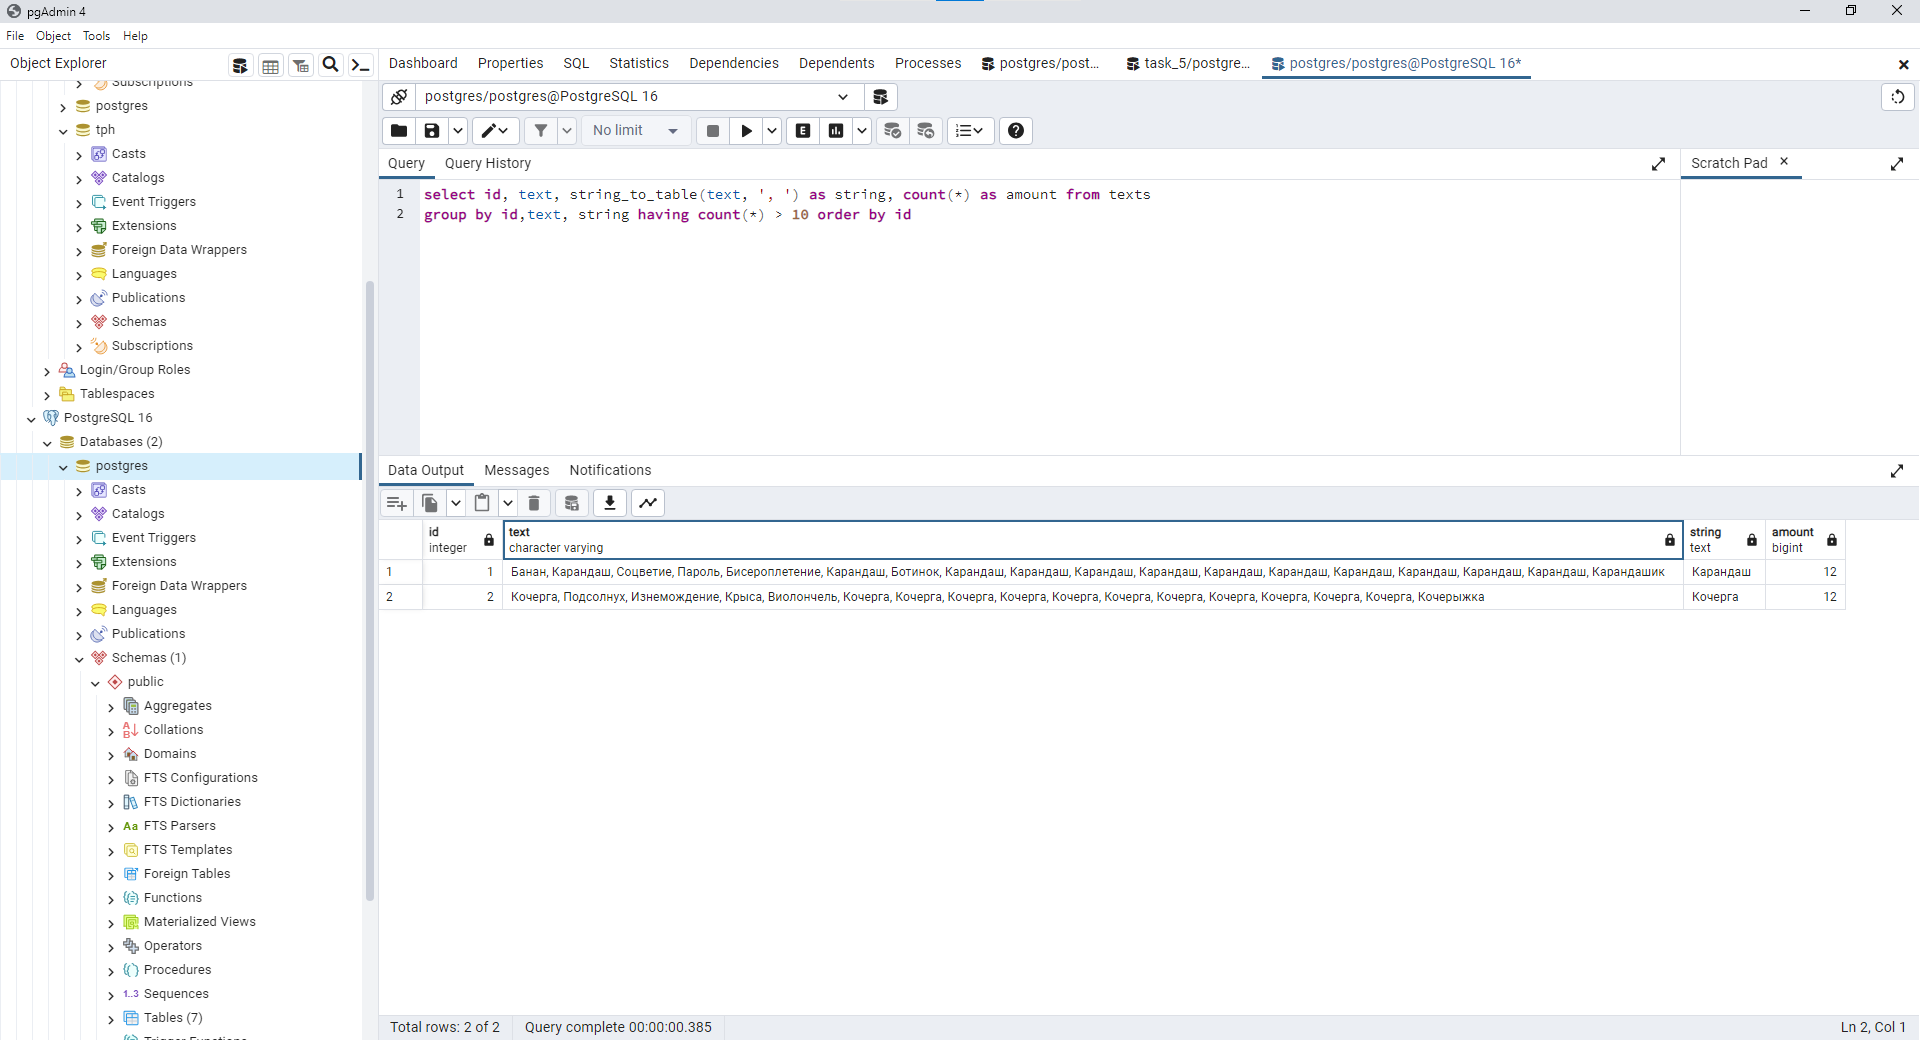 pgAdmin 4
File Object Tools Help
Object Explorer
Subscriptions
postgres
tph
Casts
Catalogs
Event Triggers
Extensions
Foreign Data Wrappers
Languages
Publications
Schemas
Subscriptions
Login/Group Roles
Tablespaces
PostgreSQL 16
Databases (2)
postgres
Casts
Catalogs
Event Triggers
Extensions
Foreign Data Wrappers
Languages
Publications
Schemas (1)
public
Aggregates
Collations
Domains
FTS Configurations
FTS Dictionaries
Aa FTS Parsers
FTS Templates
Foreign Tables
Functions
Materialized Views
Operators
Procedures
1..3 Sequences
Tables (7)
Trigger Functions
Dashboard Properties SQL Statistics Dependencies Dependents Processes postgres/post... task_5/postgre... postgres/postgres@PostgreSQL 16*
postgres/postgres@PostgreSQL 16
No limit E
Query Query History
Scratch Pad
1 select id, text, string_to_table(text, ', ') as string, count(*) as amount from texts
2 group by id,text, string having count(*) > 10 order by id
Data Output Messages Notifications
id text string amount
integer character varying text bigint
1 1 Банан, Карандаш, Соцветие, Пароль, Бисероплетение, Карандаш, Ботинок, Карандаш, Карандаш, Карандаш, Карандаш, Карандаш, Карандаш, Карандаш, Карандаш, Карандаш, Карандаш, Карандашик Карандаш 12
2 2 Кочерга, Подсолнух, Изнемождение, Крыса, Виолончель, Кочерга, Кочерга, Кочерга, Кочерга, Кочерга, Кочерга, Кочерга, Кочерга, Кочерга, Кочерга, Кочерга, Кочерыжка Кочерга 12
Total rows: 2 of 2 Query complete 00:00:00.385 Ln 2, Col 1